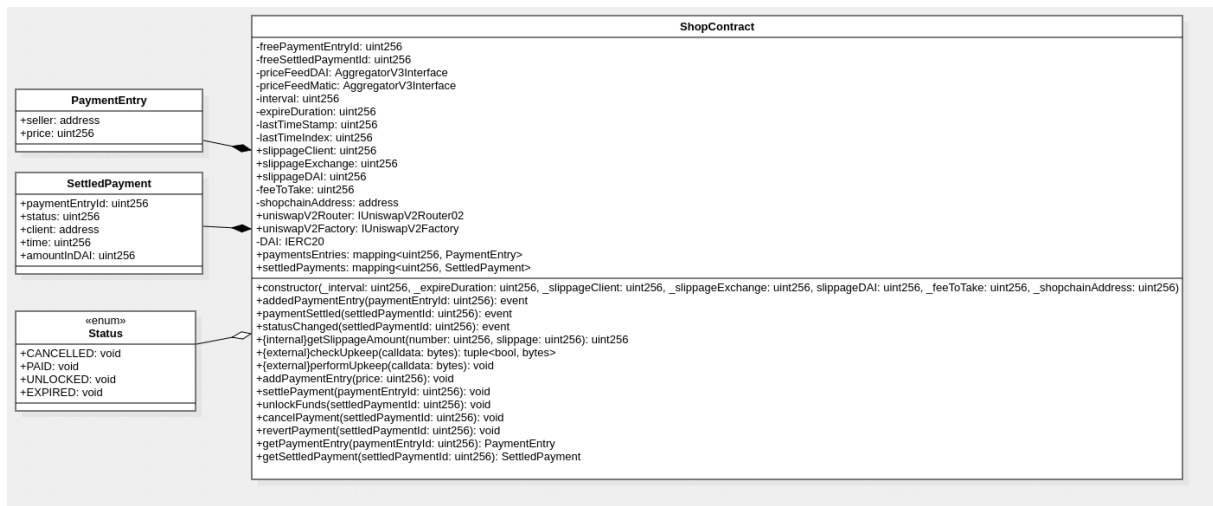 PaymentEntry
+seller: address
+price: uint256
SettledPayment
+paymentEntryId: uint256
+status: uint256
+client: address
+time: uint256
+amountInDAI: uint256
«enum»
Status
+CANCELLED: void
+PAID: void
+UNLOCKED: void
+EXPIRED: void
ShopContract
-freePaymentEntryId: uint256
-freeSettledPaymentId: uint256
-priceFeedDAI: AggregatorV3Interface
-priceFeedMatic: AggregatorV3Interface
-interval: uint256
-expireDuration: uint256
-lastTimeStamp: uint256
-lastTimeIndex: uint256
+slippageClient: uint256
+slippageExchange: uint256
+slippageDAI: uint256
-feeToTake: uint256
-shopchainAddress: address
+uniswapV2Router: IUniswapV2Router02
+uniswapV2Factory: IUniswapV2Factory
-DAI: IERC20
+paymentsEntries: mapping<uint256, PaymentEntry>
+settledPayments: mapping<uint256, SettledPayment>
+constructor(_interval: uint256, _expireDuration: uint256, _slippageClient: uint256, _slippageExchange: uint256, slippageDAI: uint256, _feeToTake: uint256, _shopchainAddress: uint256)
+addedPaymentEntry(paymentEntryId: uint256): event
+paymentSettled(settledPaymentId: uint256): event
+statusChanged(settledPaymentId: uint256): event
+{internal}getSlippageAmount(number: uint256, slippage: uint256): uint256
+{external}checkUpkeep(calldata: bytes): tuple<bool, bytes>
+{external}performUpkeep(calldata: bytes): void
+addPaymentEntry(price: uint256): void
+settlePayment(paymentEntryId: uint256): void
+unlockFunds(settledPaymentId: uint256): void
+cancelPayment(settledPaymentId: uint256): void
+revertPayment(settledPaymentId: uint256): void
+getPaymentEntry(paymentEntryId: uint256): PaymentEntry
+getSettledPayment(settledPaymentId: uint256): SettledPayment